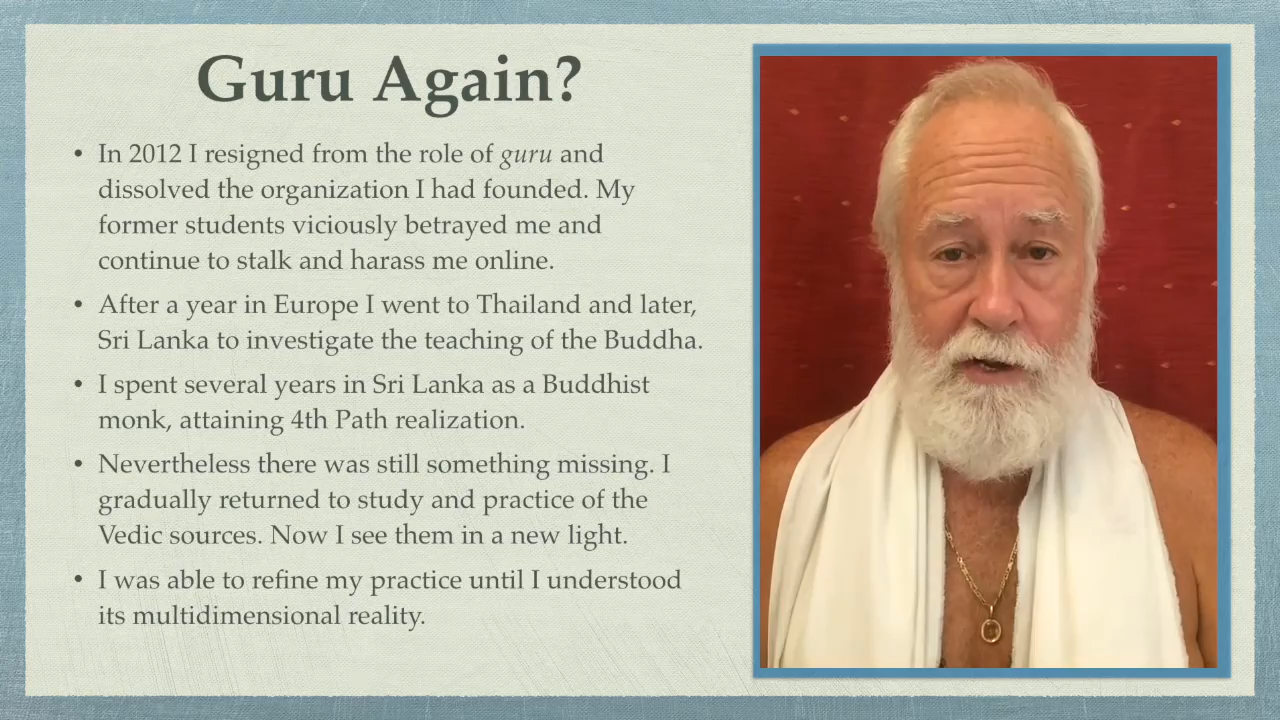 Guru Again?
• In 2012 I resigned from the role of guru and
dissolved the organization I had founded. My
former students viciously betrayed me and
continue to stalk and harass me online.
• After a year in Europe I went to Thailand and later,
Sri Lanka to investigate the teaching of the Buddha.
• I spent several years in Sri Lanka as a Buddhist
monk, attaining 4th Path realization.
• Nevertheless there was still something missing. I
gradually returned to study and practice of the
Vedic sources. Now I see them in a new light.
• I was able to refine my practice until I understood
its multidimensional reality.